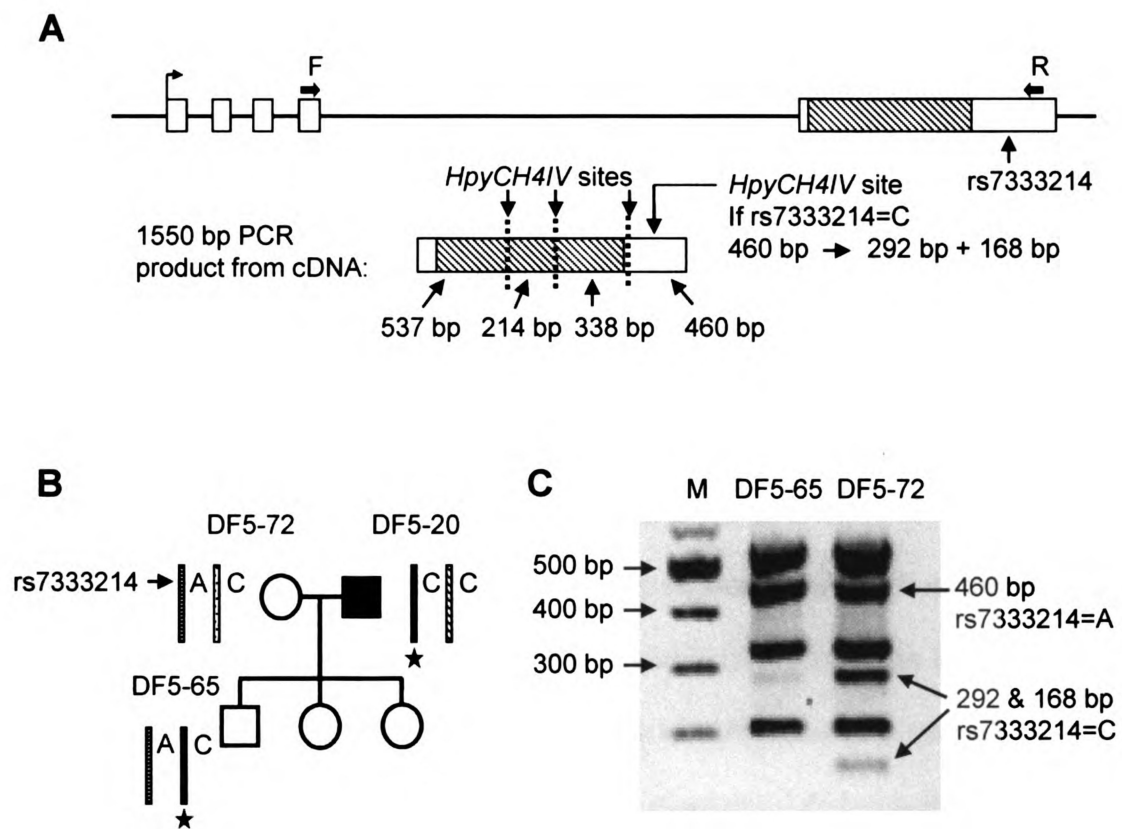 A
F
R
HpyCH4IV sites
HpyCH4IV site
If rs7333214=C
460 bp → 292 bp + 168 bp
rs7333214
1550 bp PCR
product from cDNA:
537 bp
214 bp
338 bp
460 bp
B
DF5-72
DF5-20
rs7333214
A
C
C
C
DF5-65
A
C
C
M
DF5-65
DF5-72
500 bp
400 bp
300 bp
460 bp
rs7333214=A
292 & 168 bp
rs7333214=C